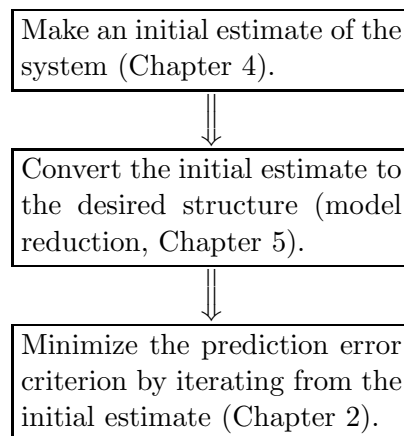 Make an initial estimate of the
system (Chapter 4).
Convert the initial estimate to
the desired structure (model
reduction, Chapter 5).
Minimize the prediction error
criterion by iterating from the
initial estimate (Chapter 2).